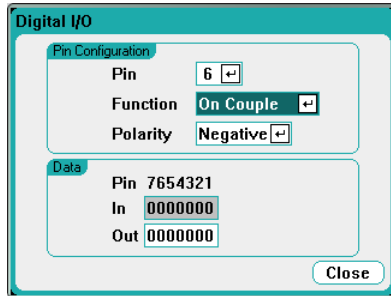 Digital I/O
Pin Configuration
Pin 6
Function On Couple
Polarity Negative
Data
Pin 7654321
In 0000000
Out 0000000
Close